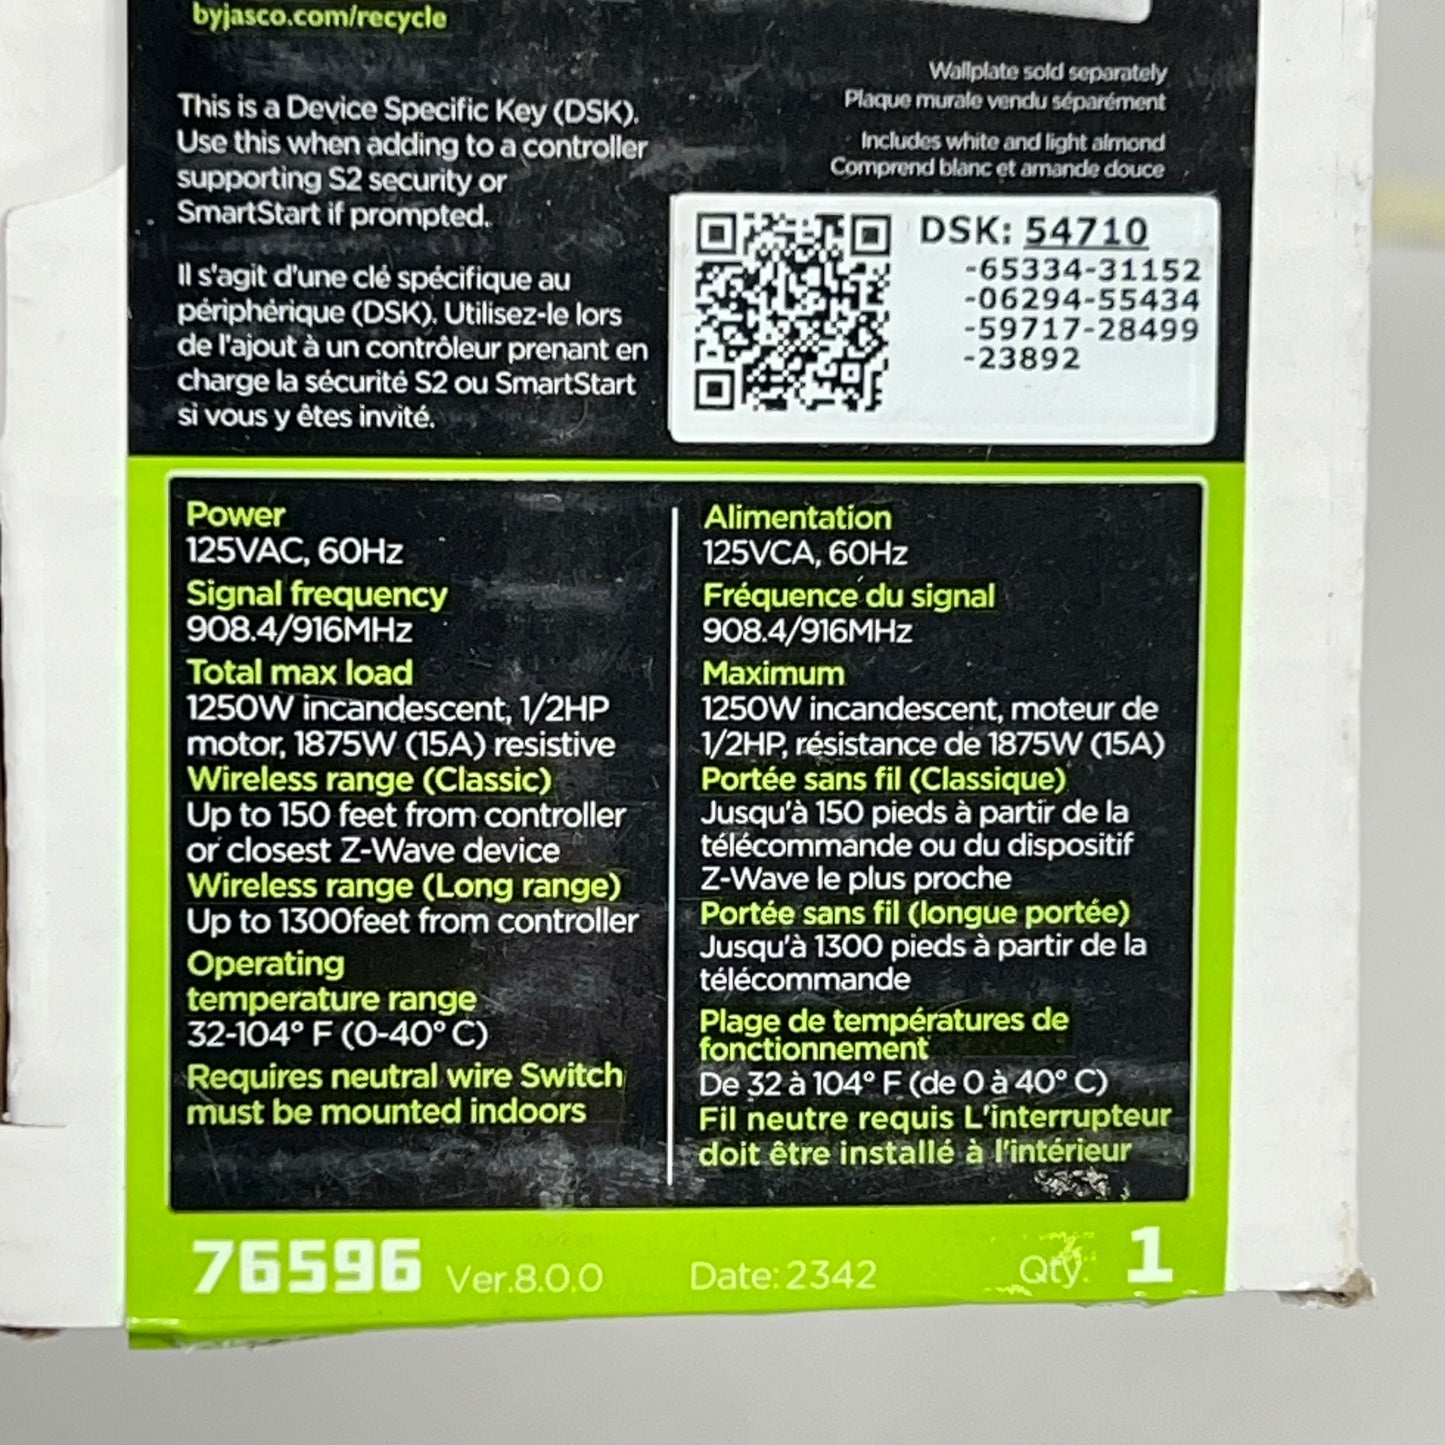 byjasco.com/recycle
This is a Device Specific Key (DSK).
Use this when adding to a controller
supporting S2 security or
SmartStart if prompted.
Il s'agit d'une clé spécifique au
périphérique (DSK). Utilisez-le lors
de l'ajout à un contrôleur prenant en
charge la sécurité S2 ou SmartStart
si vous y êtes invité.
Wallplate sold separately
Plaque murale vendu séparément
Includes white and light almond
Comprend blanc et amande douce
DSK: 54710
-65334-31152
-06294-55434
-59717-28499
-23892
Power
125VAC, 60Hz
Signal frequency
908.4/916MHz
Total max load
1250W incandescent, 1/2HP
motor, 1875W (15A) resistive
Wireless range (Classic)
Up to 150 feet from controller
or closest Z-Wave device
Wireless range (Long range)
Up to 1300feet from controller
Operating
temperature range
32-104° F (0-40° C)
Requires neutral wire Switch
must be mounted indoors
Alimentation
125VCA, 60Hz
Fréquence du signal
908.4/916MHz
Maximum
1250W incandescent, moteur de
1/2HP, résistance de 1875W (15A)
Portée sans fil (Classique)
Jusqu'à 150 pieds à partir de la
télécommande ou du dispositif
Z-Wave le plus proche
Portée sans fil (longue portée)
Jusqu'à 1300 pieds à partir de la
télécommande
Plage de températures de
fonctionnement
De 32 à 104° F (de 0 à 40° C)
Fil neutre requis L'interrupteur
doit être installé à l'intérieur
76596 Ver.8.0.0 Date: 2342 Qty. 1